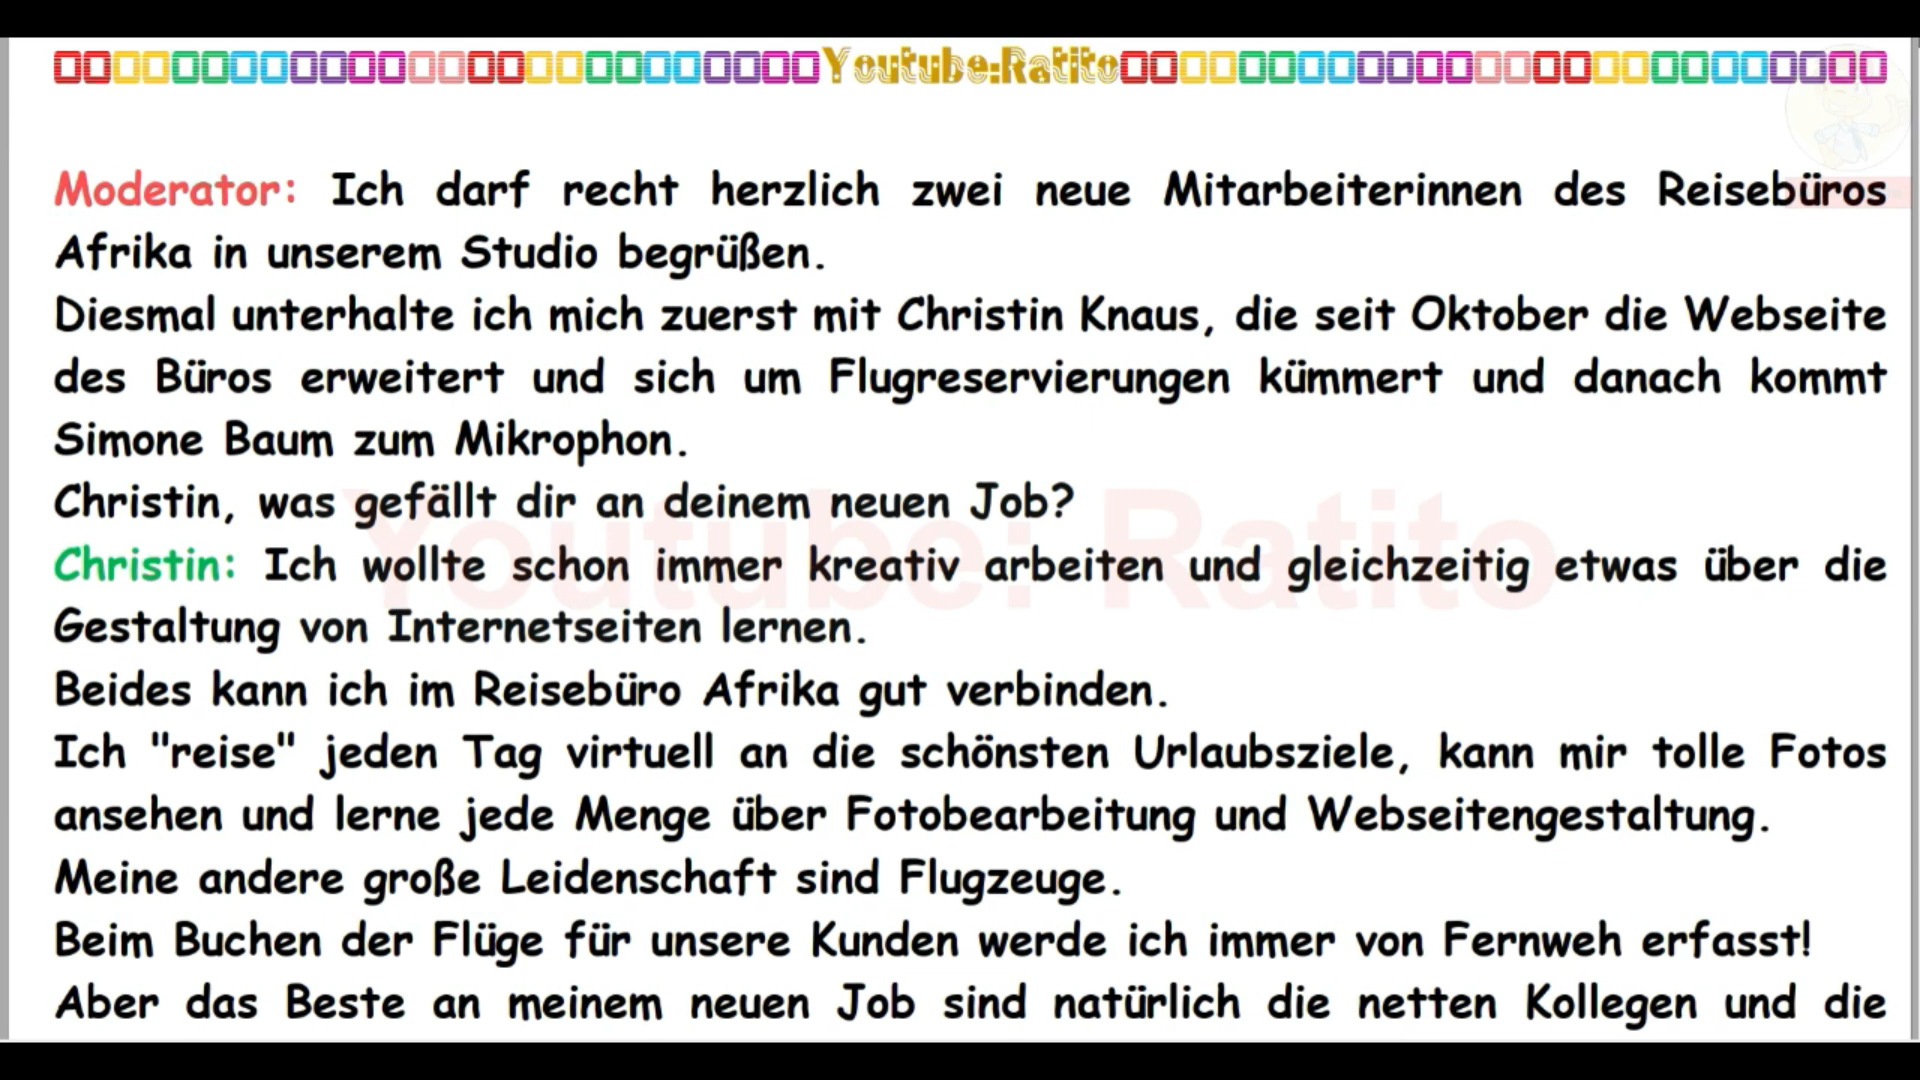 Youtube:Ratito
Moderator: Ich darf recht herzlich zwei neue Mitarbeiterinnen des Reisebüros
Afrika in unserem Studio begrüßen.
Diesmal unterhalte ich mich zuerst mit Christin Knaus, die seit Oktober die Webseite
des Büros erweitert und sich um Flugreservierungen kümmert und danach kommt
Simone Baum zum Mikrophon.
Christin, was gefällt dir an deinem neuen Job?
Youtube: Ratito
Christin: Ich wollte schon immer kreativ arbeiten und gleichzeitig etwas über die
Gestaltung von Internetseiten lernen.
Beides kann ich im Reisebüro Afrika gut verbinden.
Ich "reise" jeden Tag virtuell an die schönsten Urlaubsziele, kann mir tolle Fotos
ansehen und lerne jede Menge über Fotobearbeitung und Webseitengestaltung.
Meine andere große Leidenschaft sind Flugzeuge.
Beim Buchen der Flüge für unsere Kunden werde ich immer von Fernweh erfasst!
Aber das Beste an meinem neuen Job sind natürlich die netten Kollegen und die